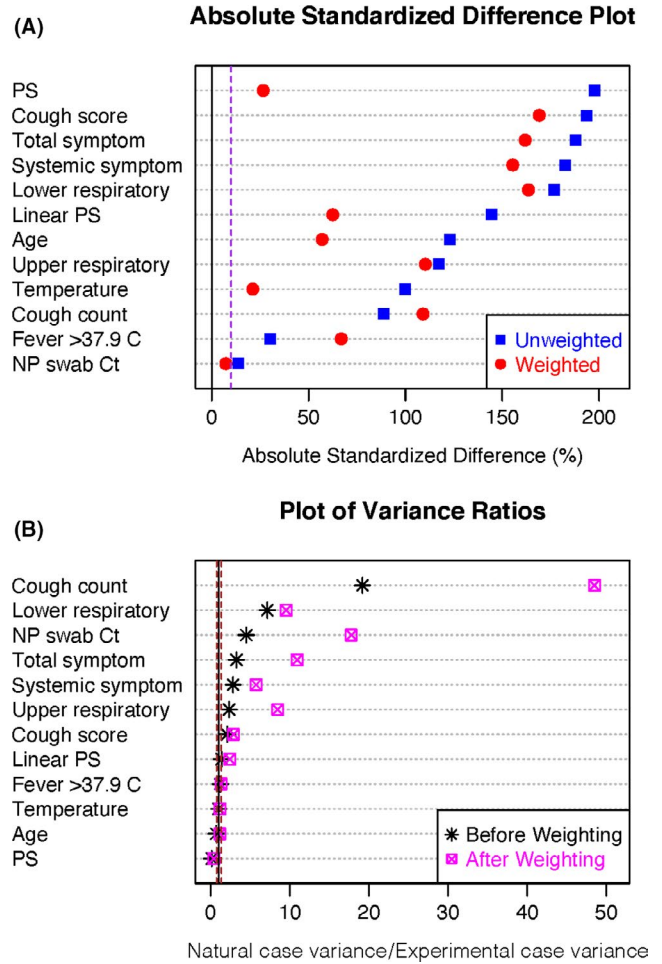 (A)
Absolute Standardized Difference Plot
PS
Cough score
Total symptom
Systemic symptom
Lower respiratory
Linear PS
Age
Upper respiratory
Temperature
Cough count
Fever >37.9 C
NP swab Ct
Unweighted
Weighted
0 50 100 150 200
Absolute Standardized Difference (%)
(B)
Plot of Variance Ratios
Cough count
Lower respiratory
NP swab Ct
Total symptom
Systemic symptom
Upper respiratory
Cough score
Linear PS
Fever >37.9 C
Temperature
Age
PS
Before Weighting
After Weighting
0 10 20 30 40 50
Natural case variance/Experimental case variance